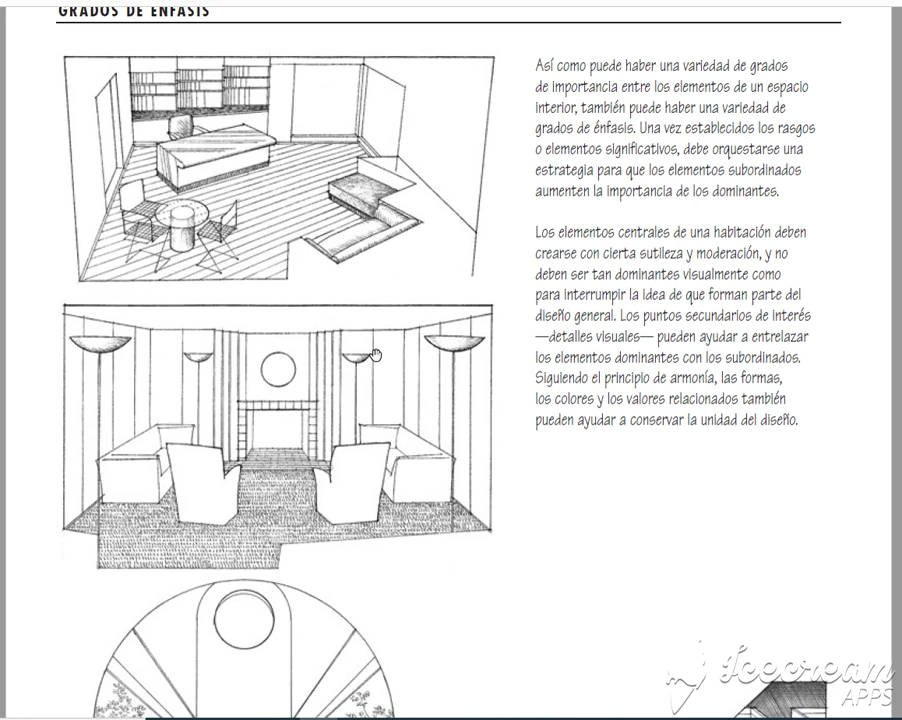 GRADOS DE ÉNFASIS
Así como puede haber una variedad de grados
de importancia entre los elementos de un espacio
interior, también puede haber una variedad de
grados de énfasis. Una vez establecidos los rasgos
o elementos significativos, debe orquestarse una
estrategia para que los elementos subordinados
aumenten la importancia de los dominantes.
Los elementos centrales de una habitación deben
crearse con cierta sutileza y moderación, y no
deben ser tan dominantes visualmente como
para interrumpir la idea de que forman parte del
diseño general. Los puntos secundarios de interés
—detalles visuales— pueden ayudar a entrelazar
los elementos dominantes con los subordinados.
Siguiendo el principio de armonía, las formas,
los colores y los valores relacionados también
pueden ayudar a conservar la unidad del diseño.
Icecream
APPS